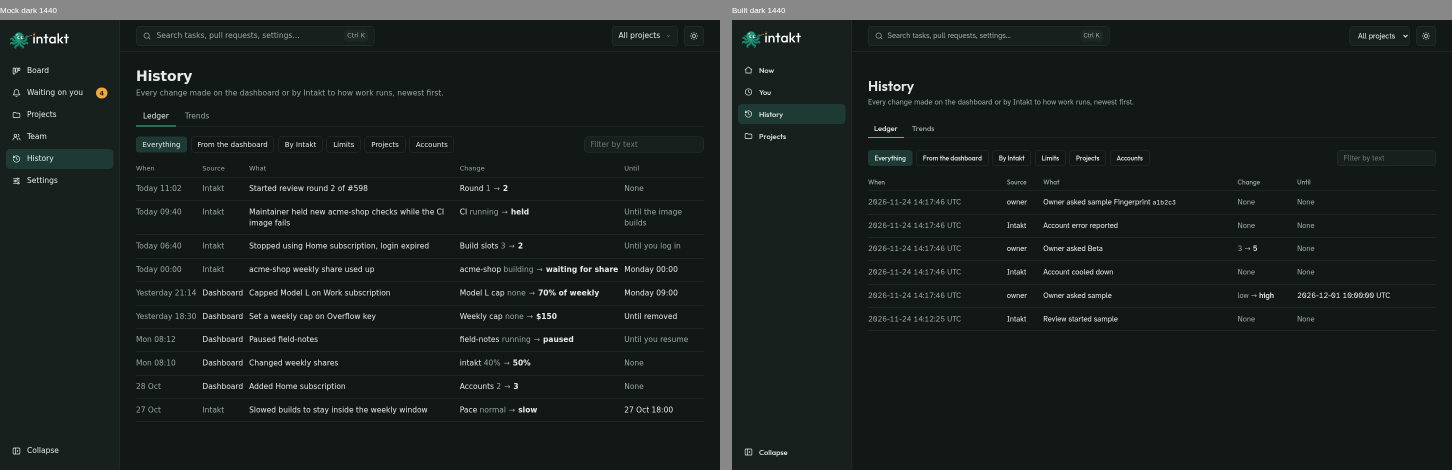 Mock dark 1440
intakt
Search tasks, pull requests, settings...
Ctrl K
All projects
Board
Waiting on you 4
Projects
Team
History
Settings
Collapse
History
Every change made on the dashboard or by Intakt to how work runs, newest first.
Ledger Trends
Everything From the dashboard By Intakt Limits Projects Accounts Filter by text
When Source What Change Until
Today 11:02 Intakt Started review round 2 of #598 Round 1 → 2 None
Today 09:40 Intakt Maintainer held new acme-shop checks while the CI image fails CI running → held Until the image builds
Today 06:40 Intakt Stopped using Home subscription, login expired Build slots 3 → 2 Until you log in
Today 00:00 Intakt acme-shop weekly share used up acme-shop building → waiting for share Monday 00:00
Yesterday 21:14 Dashboard Capped Model L on Work subscription Model L cap none → 70% of weekly Monday 09:00
Yesterday 18:30 Dashboard Set a weekly cap on Overflow key Weekly cap none → $150 Until removed
Mon 08:12 Dashboard Paused field-notes field-notes running → paused Until you resume
Mon 08:10 Dashboard Changed weekly shares intakt 40% → 50% None
28 Oct Dashboard Added Home subscription Accounts 2 → 3 None
27 Oct Intakt Slowed builds to stay inside the weekly window Pace normal → slow 27 Oct 18:00
Built dark 1440
intakt
Search tasks, pull requests, settings...
Ctrl K
All projects
Now
You
History
Projects
Collapse
History
Every change made on the dashboard or by Intakt to how work runs, newest first.
Ledger Trends
Everything From the dashboard By Intakt Limits Projects Accounts Filter by text
When Source What Change Until
2026-11-24 14:17:46 UTC owner Owner asked sample Fingerprint a1b2c3 None None
2026-11-24 14:17:46 UTC Intakt Account error reported None None
2026-11-24 14:17:46 UTC owner Owner asked Beta 3 → 5 None
2026-11-24 14:17:46 UTC Intakt Account cooled down None None
2026-11-24 14:17:46 UTC owner Owner asked sample low → high 2026-12-01 10:00:00 UTC
2026-11-24 14:12:25 UTC Intakt Review started sample None None